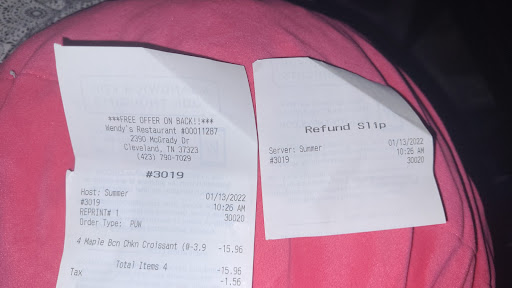 ***FREE OFFER ON BACK!!***
Wendy's Restaurant #00011287
2390 McGrady Dr
Cleveland, TN 37323
(423) 790-7029
#3019
Host: Summer 01/13/2022
#3019 10:26 AM
REPRINT# 1 30020
Order Type: PUW
4 Maple Bcn Chkn Croissant (@-3.9 -15.96
Total Items 4 -15.96
Tax -1.56
Refund Slip
Server: Summer 01/13/2022
#3019 10:26 AM
30020